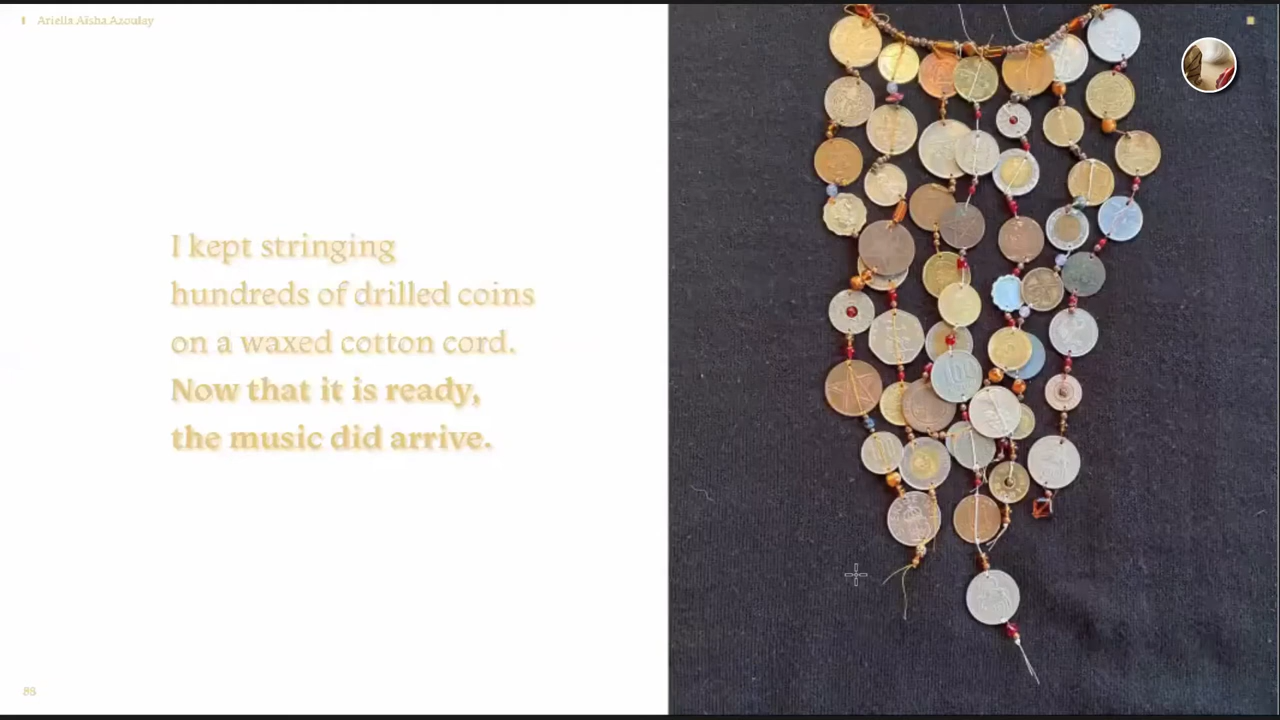 Ariella Aïsha Azoulay
I kept stringing
hundreds of drilled coins
on a waxed cotton cord.
Now that it is ready,
the music did arrive.
100